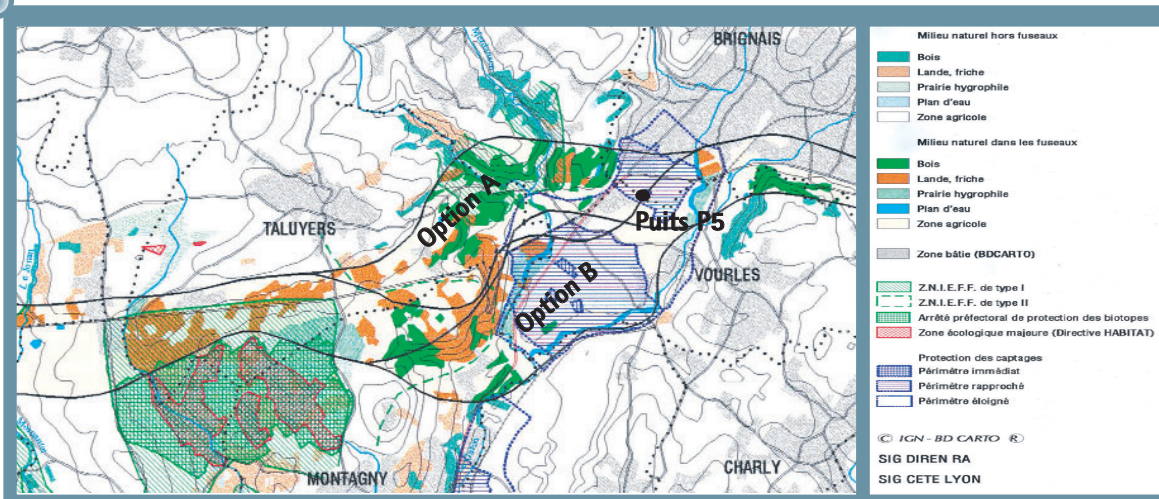 BRIGNAIS
Option A
Puits P5
TALUYERS
VOURLES
Option B
MONTAGNY
CHARLY
Milieu naturel hors fuseaux
Bois
Lande, friche
Prairie hygrophile
Plan d'eau
Zone agricole
Milieu naturel dans les fuseaux
Bois
Lande, friche
Prairie hygrophile
Plan d'eau
Zone agricole
Zone bâtie (BDCARTO)
Z.N.I.E.F.F. de type I
Z.N.I.E.F.F. de type II
Arrêté préfectoral de protection des biotopes
Zone écologique majeure (Directive HABITAT)
Protection des captages
Périmètre immédiat
Périmètre rapproché
Périmètre éloigné
© IGN - BD CARTO ®
SIG DIREN RA
SIG CETE LYON